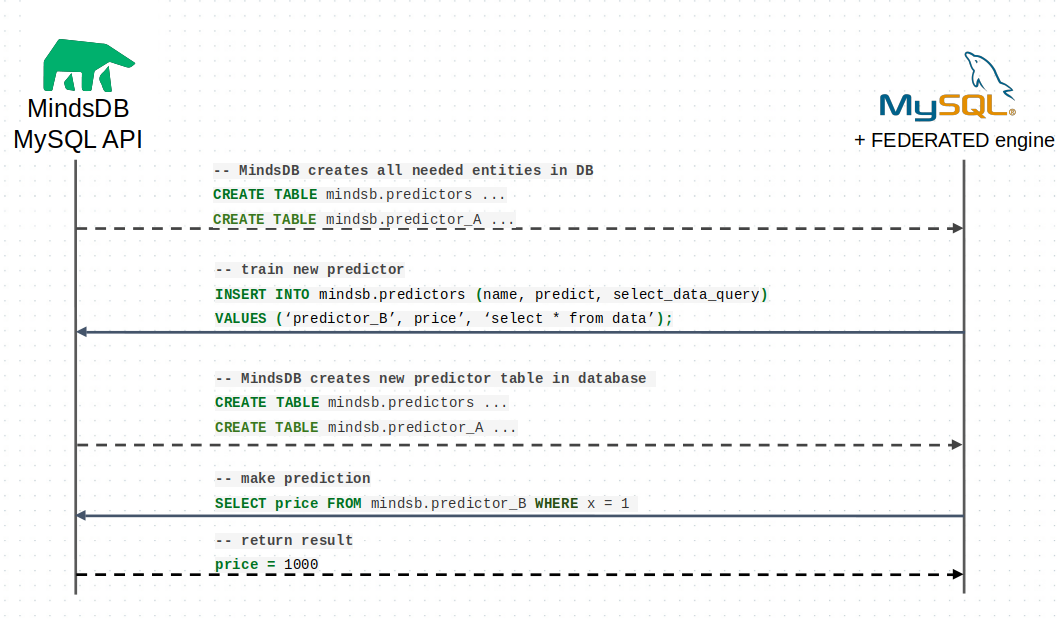 MindsDB
MySQL API
MySQL®
+ FEDERATED engine
-- MindsDB creates all needed entities in DB
CREATE TABLE mindsb.predictors ...
CREATE TABLE mindsb.predictor_A ...
-- train new predictor
INSERT INTO mindsb.predictors (name, predict, select_data_query)
VALUES (‘predictor_B’, price’, ‘select * from data’);
-- MindsDB creates new predictor table in database
CREATE TABLE mindsb.predictors ...
CREATE TABLE mindsb.predictor_A ...
-- make prediction
SELECT price FROM mindsb.predictor_B WHERE x = 1
-- return result
price = 1000